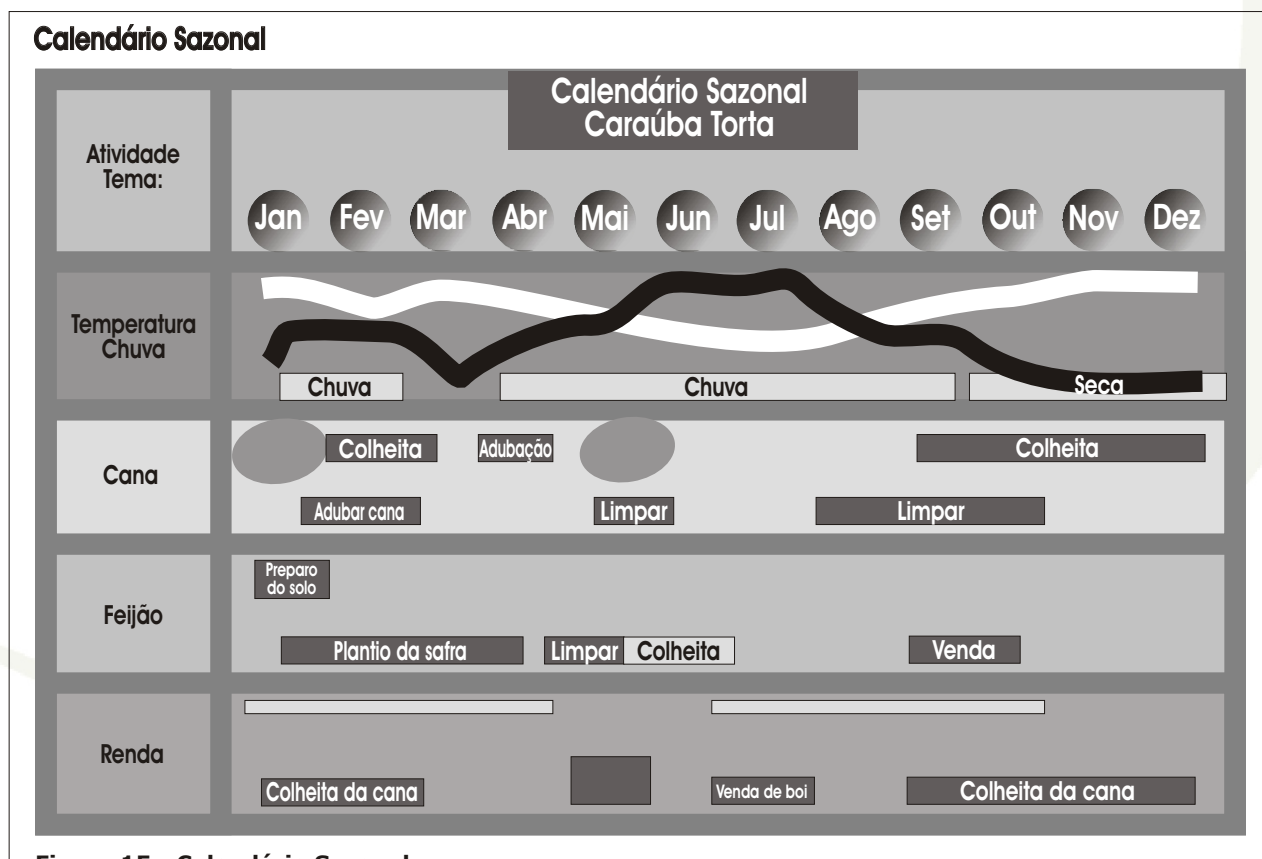 Calendário Sazonal
Calendário Sazonal
Caraúba Torta
Atividade
Tema:
Jan Fev Mar Abr Mai Jun Jul Ago Set Out Nov Dez
Temperatura
Chuva
Chuva Chuva Seca
Cana
Colheita Adubação Colheita
Adubar cana Limpar Limpar
Feijão
Preparo
do solo
Plantio da safra Limpar Colheita Venda
Renda
Colheita da cana Venda de boi Colheita da cana